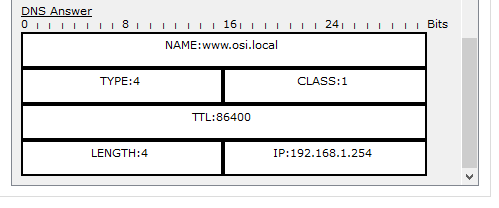 DNS Answer
0 8 16 24 Bits
NAME:www.osi.local
TYPE:4 CLASS:1
TTL:86400
LENGTH:4 IP:192.168.1.254